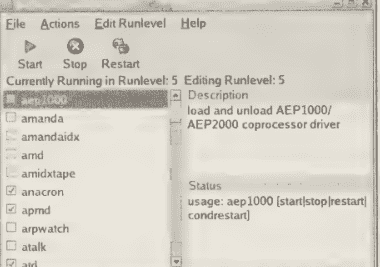 File Actions Edit Runlevel Help
Start Stop Restart
Currently Running in Runlevel: 5 Editing Runlevel: 5
aep1000
amanda
amandaidx
amd
amidxtape
anacron
apmd
arpwatch
atalk
atd
Description
load and unload AEP1000/
AEP2000 coprocessor driver
Status
usage: aep1000 [start|stop|restart|
condrestart]